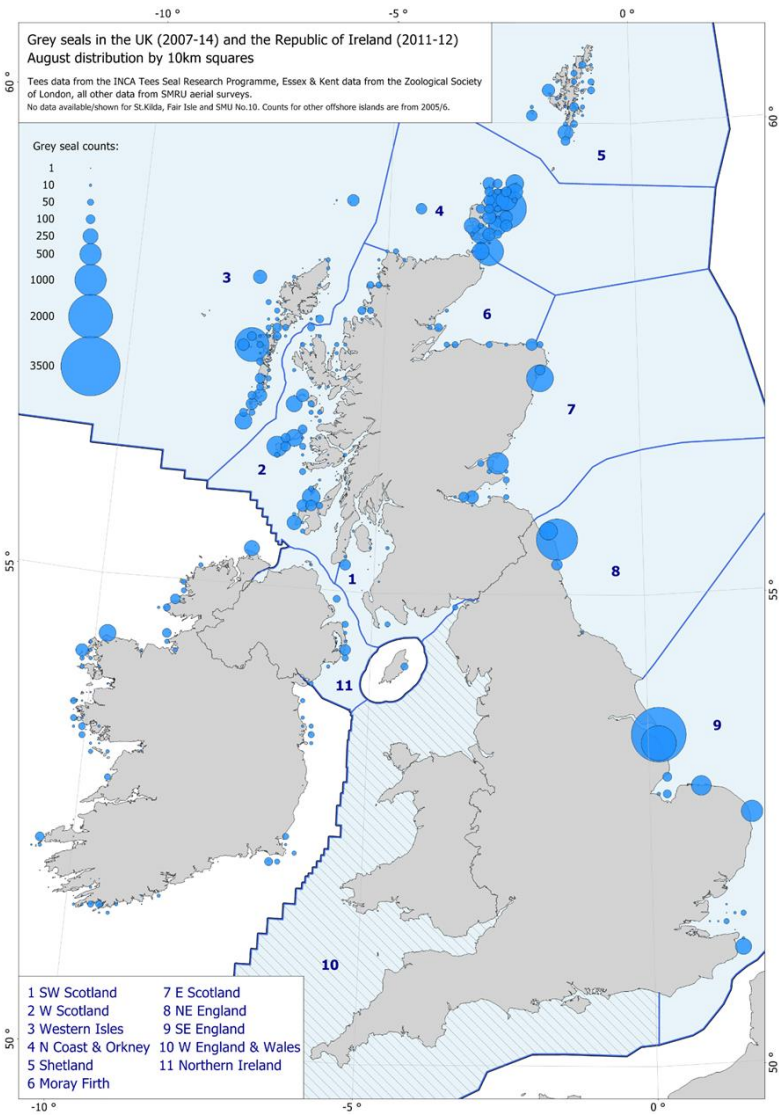 -10 °
-5 °
0 °
Grey seals in the UK (2007-14) and the Republic of Ireland (2011-12)
August distribution by 10km squares
Tees data from the INCA Tees Seal Research Programme, Essex & Kent data from the Zoological Society
of London, all other data from SMRU aerial surveys.
No data available/shown for St.Kilda, Fair Isle and SMU No.10. Counts for other offshore islands are from 2005/6.
60 °
60 °
Grey seal counts:
1
10
50
100
250
500
1000
2000
3500
5
4
3
6
7
2
55 °
1
8
55 °
11
9
10
50 °
50 °
1 SW Scotland
2 W Scotland
3 Western Isles
4 N Coast & Orkney
5 Shetland
6 Moray Firth
7 E Scotland
8 NE England
9 SE England
10 W England & Wales
11 Northern Ireland
-10 °
-5 °
0 °